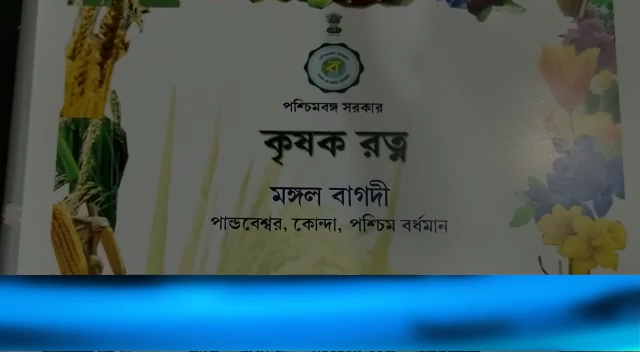 পশ্চিমবঙ্গ সরকার
কৃষক রত্ন
মঙ্গল বাগদী
পান্ডবেশ্বর, কোন্দা, পশ্চিম বর্ধমান